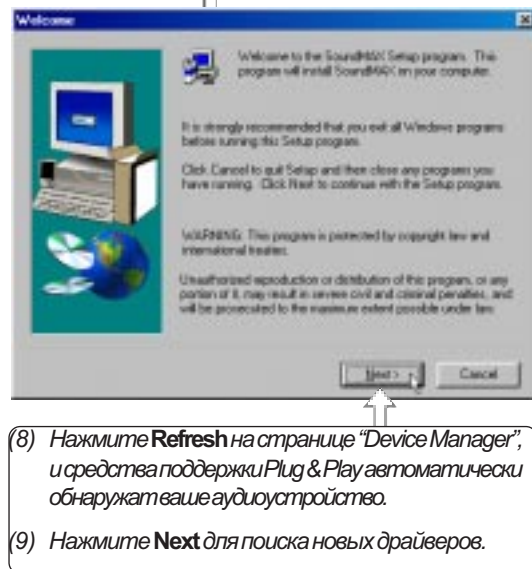 Welcome
Welcome to the SoundMAX Setup program. This
program will install SoundMAX on your computer.
It is strongly recommended that you exit all Windows programs
before running this Setup program.
Click Cancel to quit Setup and then close any programs you
have running. Click Next to continue with the Setup program.
WARNING: This program is protected by copyright law and
international treaties.
Unauthorized reproduction or distribution of this program, or any
portion of it, may result in severe civil and criminal penalties, and
will be prosecuted to the maximum extent possible under law.
Next >
Cancel
(8) Нажмите Refresh на странице “Device Manager”,
и средства поддержки Plug & Play автоматически
обнаружат ваше аудиоустройство.
(9) Нажмите Next для поиска новых драйверов.